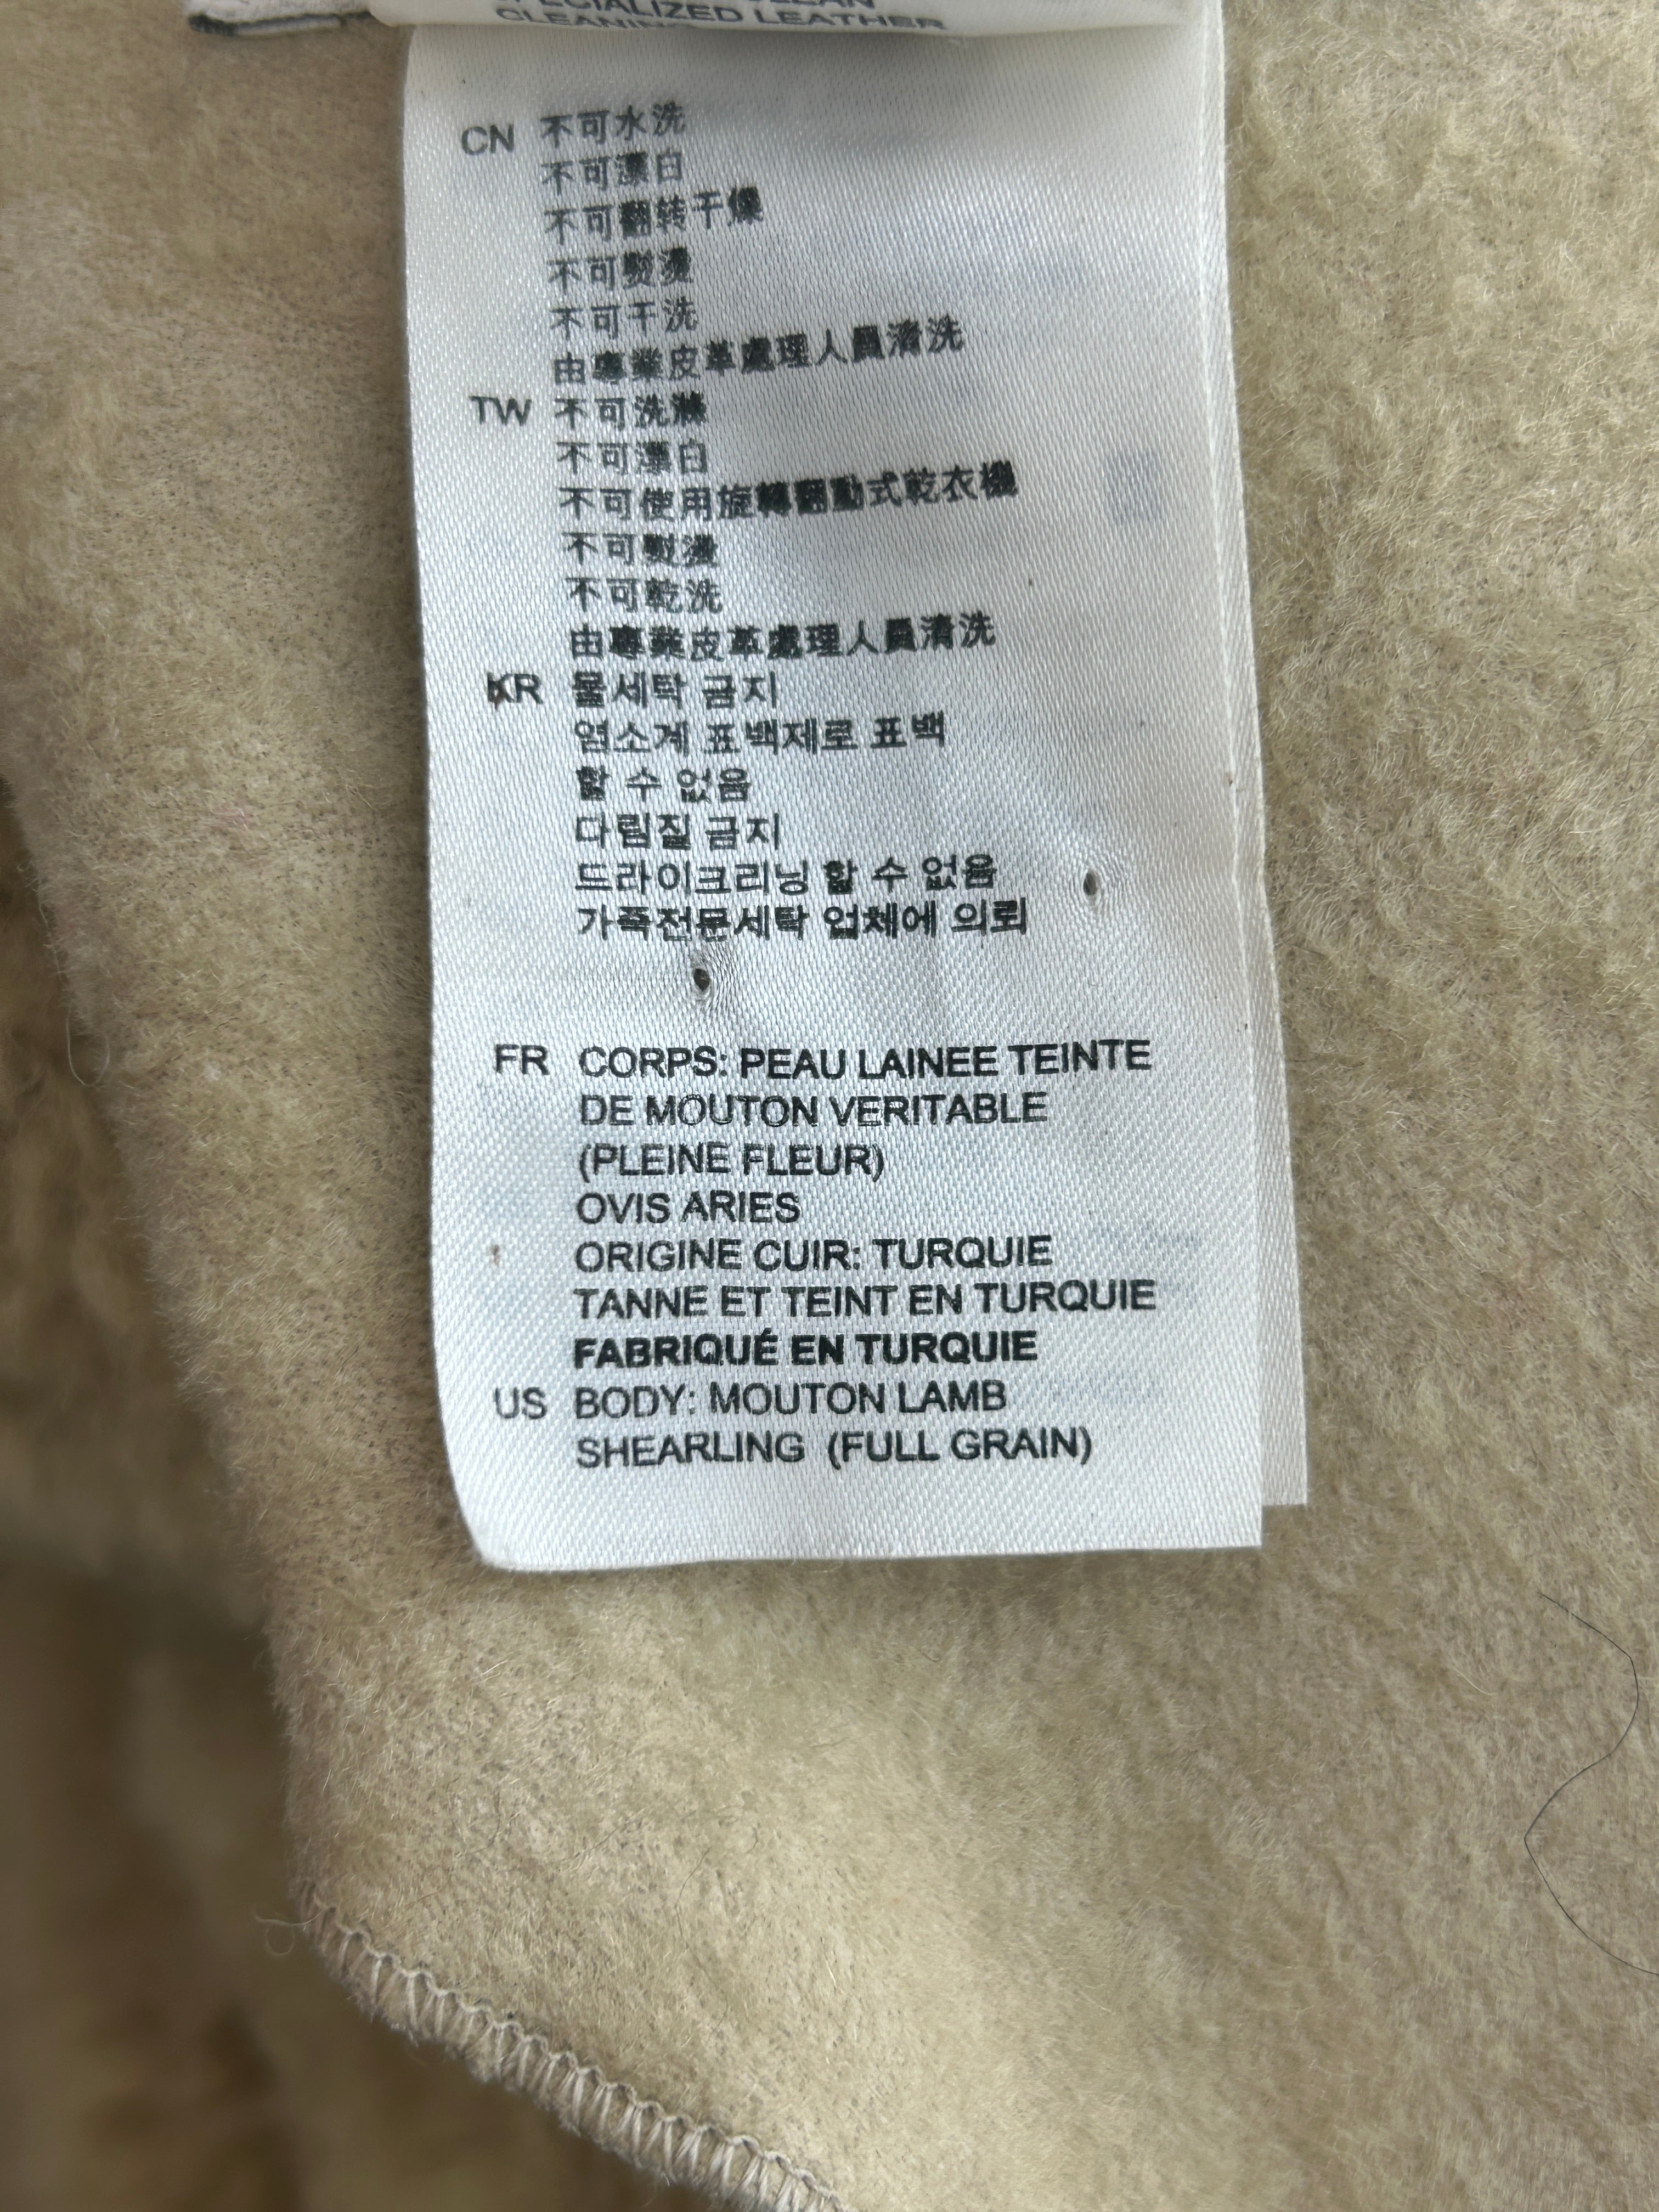 SPECIALIZED LEATHER
CN 不可水洗
不可漂白
不可翻转干燥
不可熨燙
不可干洗
由專業皮革處理人員清洗
TW 不可洗滌
不可漂白
不可使用旋轉翻動式乾衣機
不可熨燙
不可乾洗
由專業皮革處理人員清洗
KR 물세탁 금지
염소계 표백제로 표백
할 수 없음
다림질 금지
드라이크리닝 할 수 없음
가죽전문세탁 업체에 의뢰
FR CORPS: PEAU LAINEE TEINTE
DE MOUTON VERITABLE
(PLEINE FLEUR)
OVIS ARIES
ORIGINE CUIR: TURQUIE
TANNE ET TEINT EN TURQUIE
FABRIQUÉ EN TURQUIE
US BODY: MOUTON LAMB
SHEARLING (FULL GRAIN)